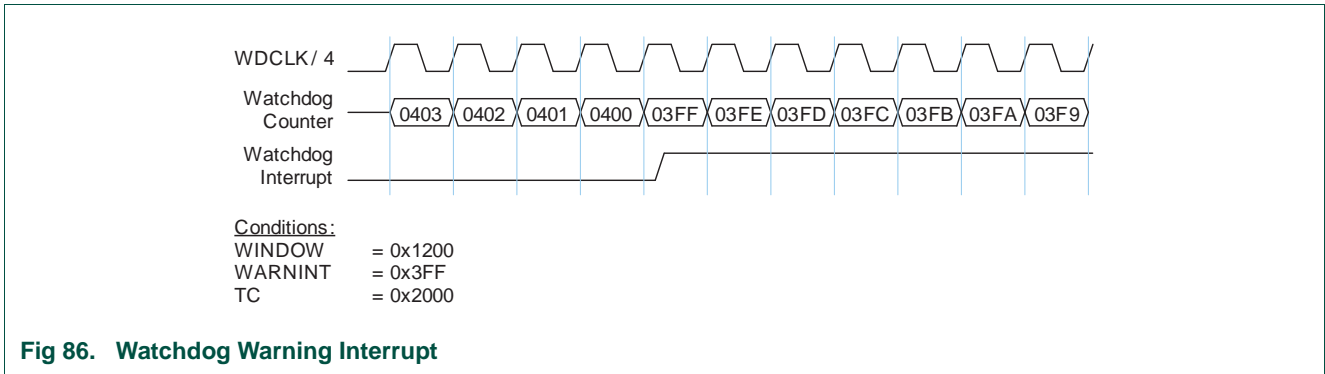 WDCLK / 4
Watchdog
Counter
0403 0402 0401 0400 03FF 03FE 03FD 03FC 03FB 03FA 03F9
Watchdog
Interrupt
Conditions:
WINDOW = 0x1200
WARNINT = 0x3FF
TC = 0x2000
Fig 86. Watchdog Warning Interrupt